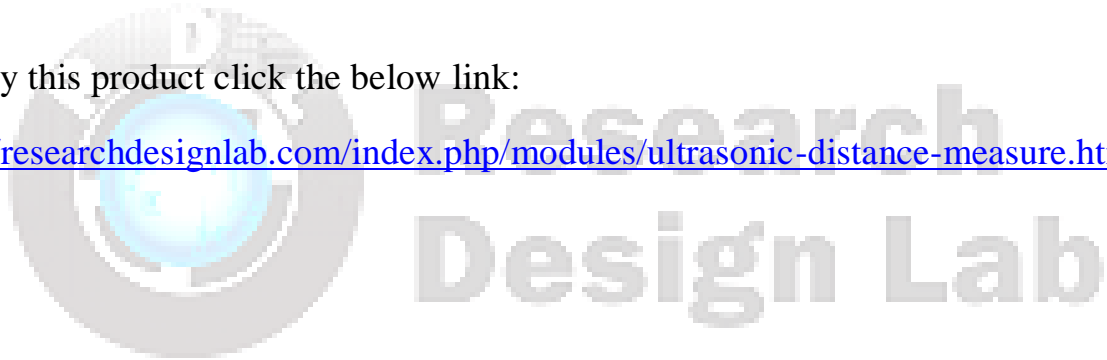 y this product click the below link:
/researchdesignlab.com/index.php/modules/ultrasonic-distance-measure.ht
Research
Design Lab